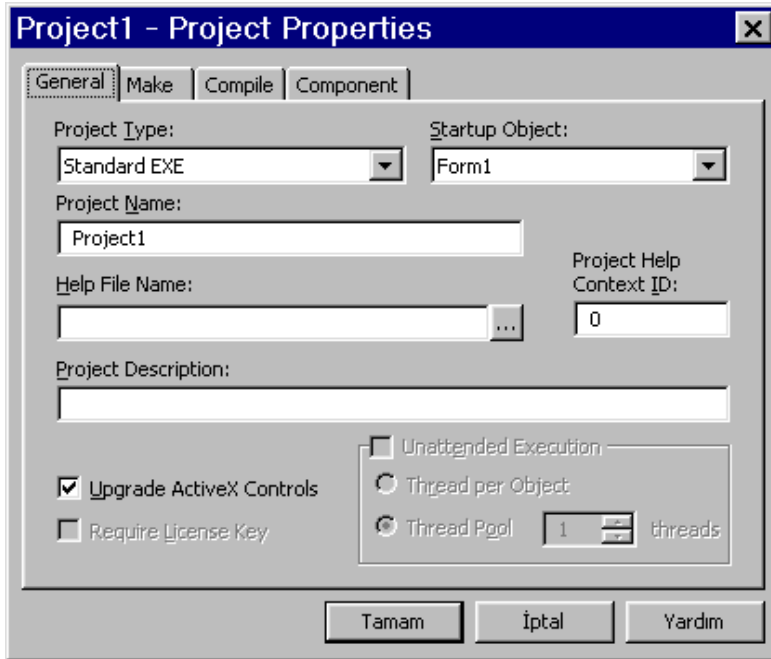 Project1 - Project Properties
General Make Compile Component
Project Type: Startup Object:
Standard EXE Form1
Project Name:
Project1
Project Help
Help File Name: Context ID:
... 0
Project Description:
Unattended Execution
Upgrade ActiveX Controls Thread per Object
Require License Key Thread Pool 1 threads
Tamam İptal Yardım